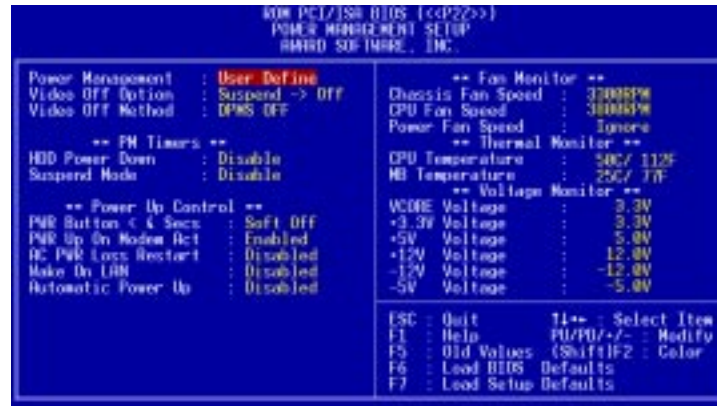 ROM PCI/ISA BIOS (<<P2Z>>)
POWER MANAGEMENT SETUP
AWARD SOFTWARE, INC.
Power Management : User Define
Video Off Option : Suspend -> Off
Video Off Method : DPMS OFF
** PM Timers **
HDD Power Down : Disable
Suspend Mode : Disable
** Power Up Control **
PWR Button < 4 Secs : Soft Off
PWR Up On Modem Act : Enabled
AC PWR Loss Restart : Disabled
Wake On LAN : Disabled
Automatic Power Up : Disabled
** Fan Monitor **
Chassis Fan Speed : 3300RPM
CPU Fan Speed : 3800RPM
Power Fan Speed : Ignore
** Thermal Monitor **
CPU Temperature : 112F
MB Temperature : 25C/ 77F
** Voltage Monitor **
VCORE Voltage : 3.3V
+3.3V Voltage : 3.3V
+5V Voltage : 5.0V
+12V Voltage : 12.0V
-12V Voltage : -12.0V
-5V Voltage : -5.0V
ESC : Quit ↑↓→← : Select Item
F1 : Help PU/PD/+/- : Modify
F5 : Old Values (Shift)F2 : Color
F6 : Load BIOS Defaults
F7 : Load Setup Defaults